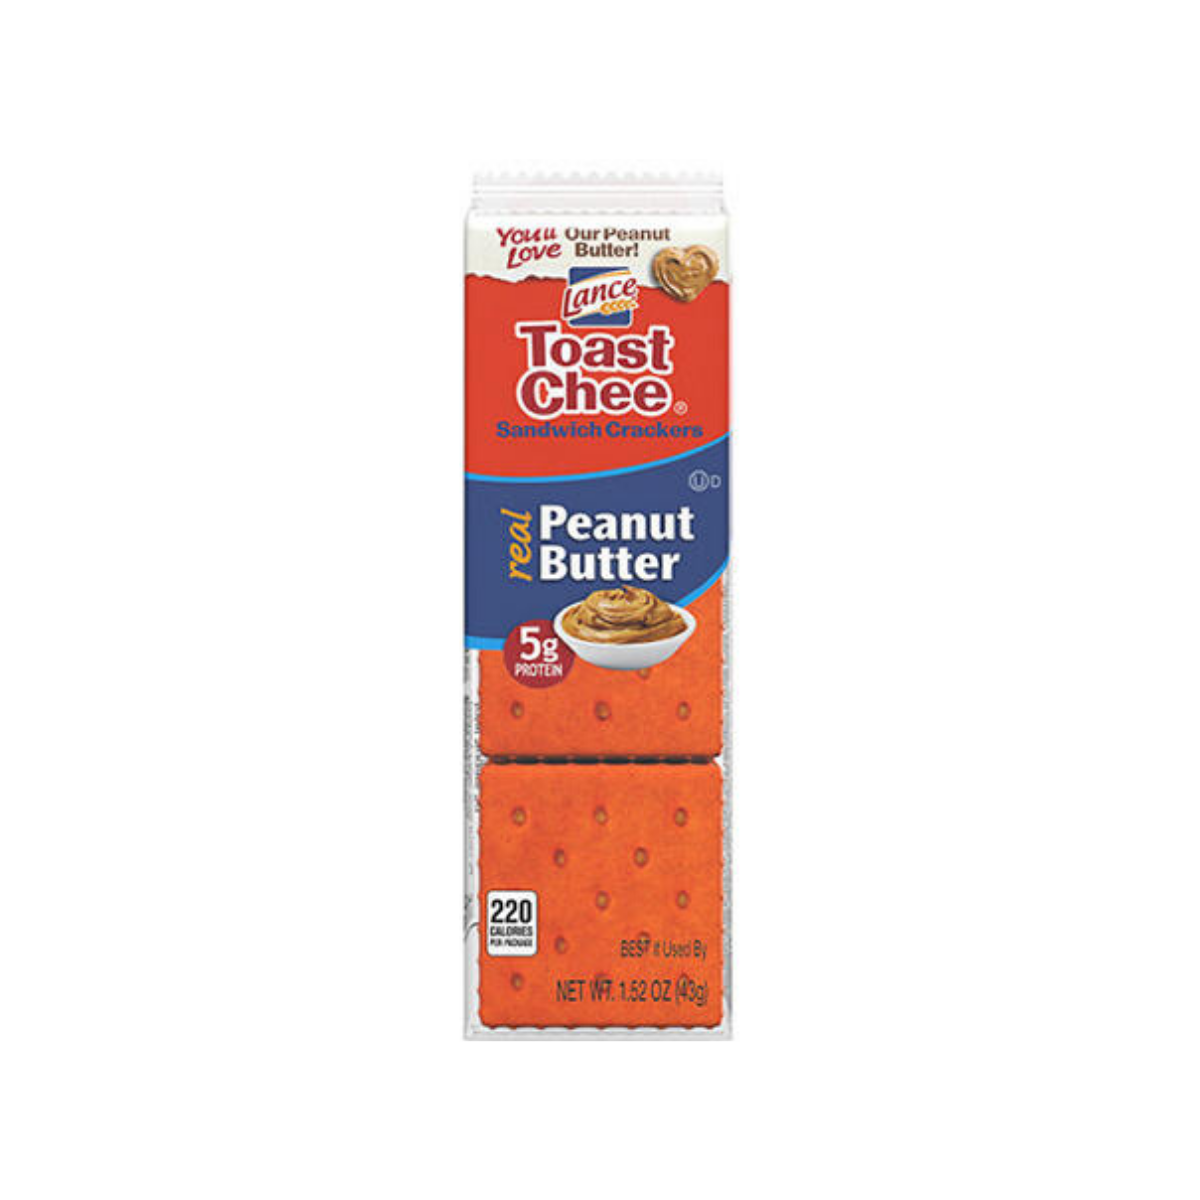 You'll Our Peanut
Love Butter!
Lance
Toast
Chee®
Sandwich Crackers
U D
real Peanut
Butter
5g
PROTEIN
220
CALORIES
PER PACKAGE
BEST If Used By
NET WT. 1.52 OZ (43g)